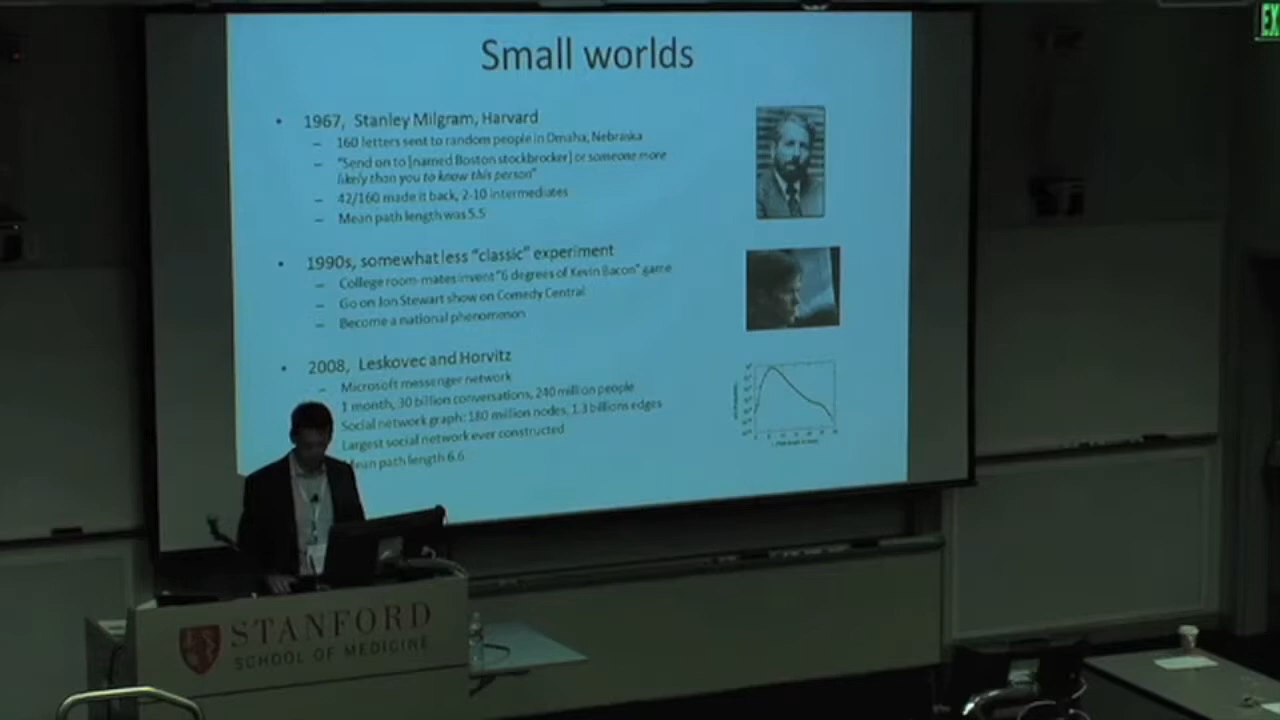 EX
Small worlds
• 1967, Stanley Milgram, Harvard
– 160 letters sent to random people in Omaha, Nebraska
– "Send on to [named Boston stockbrocker] or someone more
likely than you to know this person"
– 42/160 made it back, 2-10 intermediates
– Mean path length was 5.5
• 1990s, somewhat less "classic" experiment
– College room-mates invent "6 degrees of Kevin Bacon" game
– Go on Jon Stewart show on Comedy Central
– Become a national phenomenon
• 2008, Leskovec and Horvitz
– Microsoft messenger network
1 month, 30 billion conversations, 240 million people
Social network graph: 180 million nodes, 1.3 billions edges
Largest social network ever constructed
Mean path length 6.6
STANFORD
SCHOOL OF MEDICINE